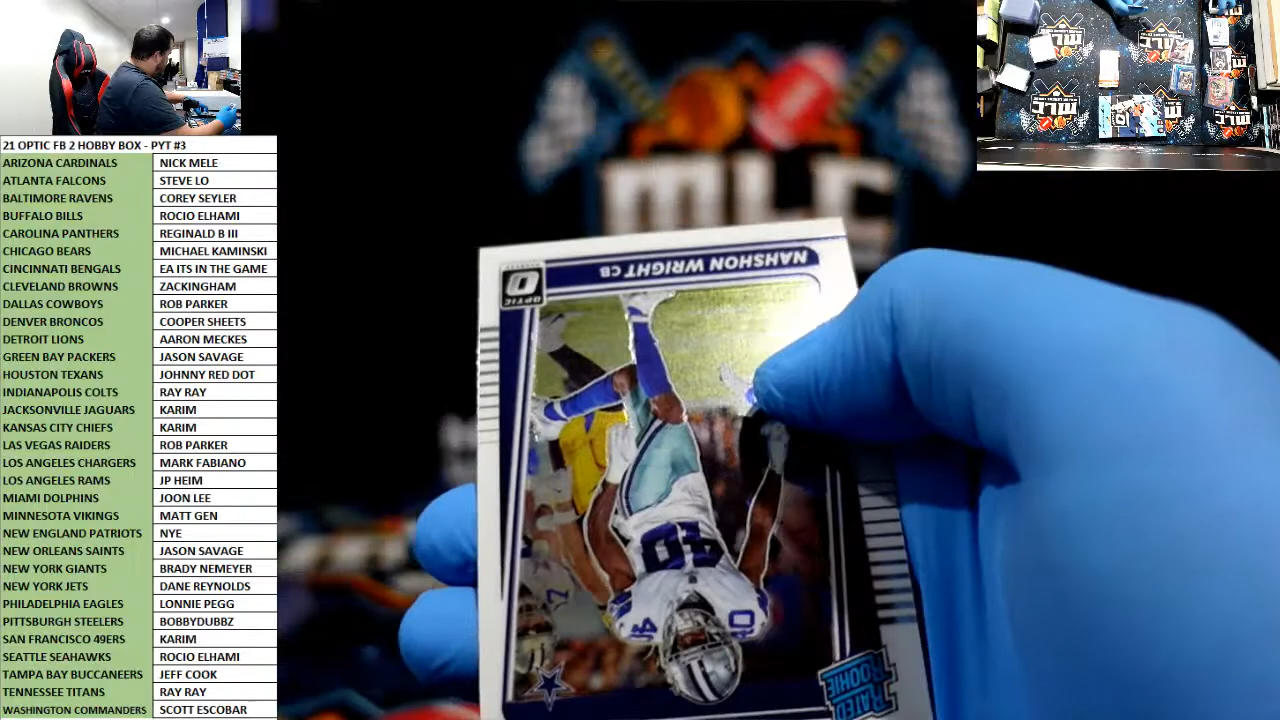 21 OPTIC FB 2 HOBBY BOX - PYT #3
ARIZONA CARDINALS NICK MELE
ATLANTA FALCONS STEVE LO
BALTIMORE RAVENS COREY SEYLER
BUFFALO BILLS ROCIO ELHAMI
CAROLINA PANTHERS REGINALD B III
CHICAGO BEARS MICHAEL KAMINSKI
CINCINNATI BENGALS EA ITS IN THE GAME
CLEVELAND BROWNS ZACKINGHAM
DALLAS COWBOYS ROB PARKER
DENVER BRONCOS COOPER SHEETS
DETROIT LIONS AARON MECKES
GREEN BAY PACKERS JASON SAVAGE
HOUSTON TEXANS JOHNNY RED DOT
INDIANAPOLIS COLTS RAY RAY
JACKSONVILLE JAGUARS KARIM
KANSAS CITY CHIEFS KARIM
LAS VEGAS RAIDERS ROB PARKER
LOS ANGELES CHARGERS MARK FABIANO
LOS ANGELES RAMS JP HEIM
MIAMI DOLPHINS JOON LEE
MINNESOTA VIKINGS MATT GEN
NEW ENGLAND PATRIOTS NYE
NEW ORLEANS SAINTS JASON SAVAGE
NEW YORK GIANTS BRADY NEMEYER
NEW YORK JETS DANE REYNOLDS
PHILADELPHIA EAGLES LONNIE PEGG
PITTSBURGH STEELERS BOBBYDUBBZ
SAN FRANCISCO 49ERS KARIM
SEATTLE SEAHAWKS ROCIO ELHAMI
TAMPA BAY BUCCANEERS JEFF COOK
TENNESSEE TITANS RAY RAY
WASHINGTON COMMANDERS SCOTT ESCOBAR
NAHSHON WRIGHT CB
OPTIC
40
40
RATED ROOKIE